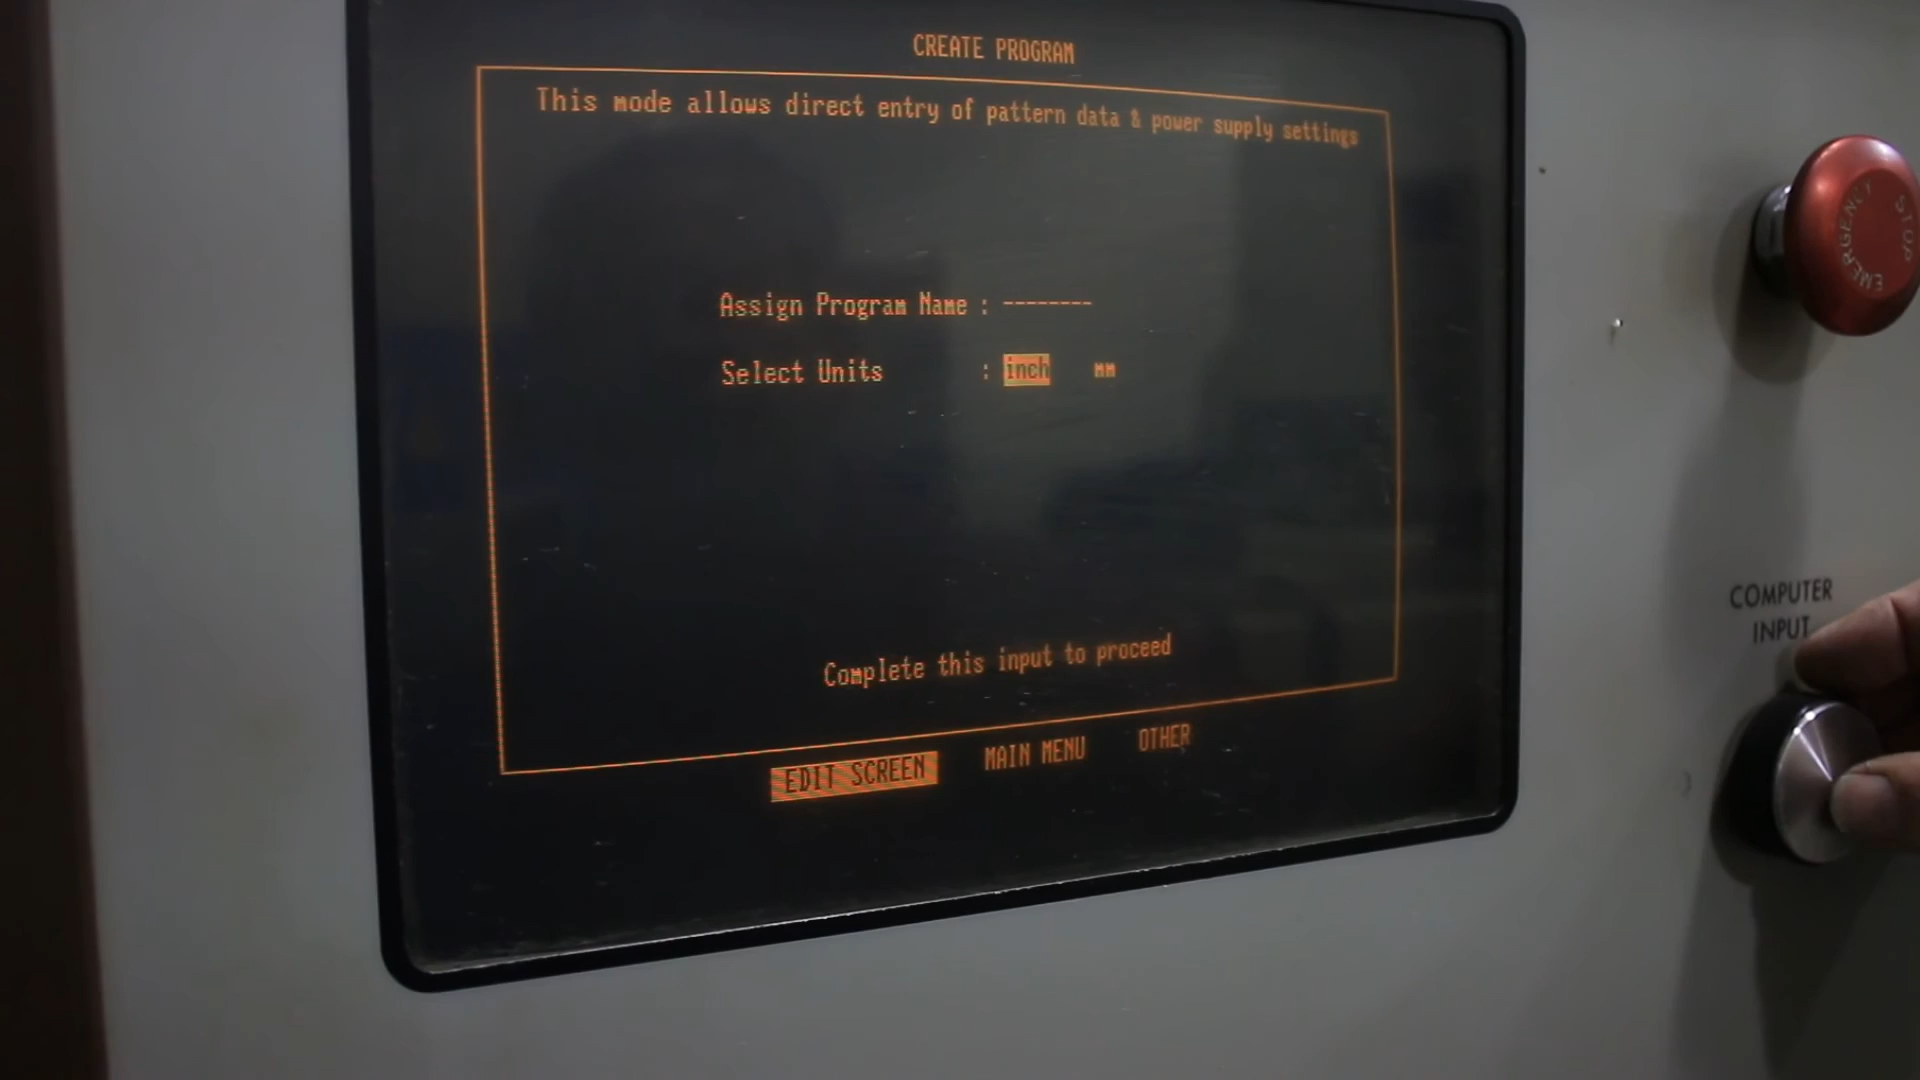 CREATE PROGRAM
This mode allows direct entry of pattern data & power supply settings
Assign Program Name : --------
Select Units : inch mm
Complete this input to proceed
EDIT SCREEN MAIN MENU OTHER
EMERGENCY STOP
COMPUTER
INPUT